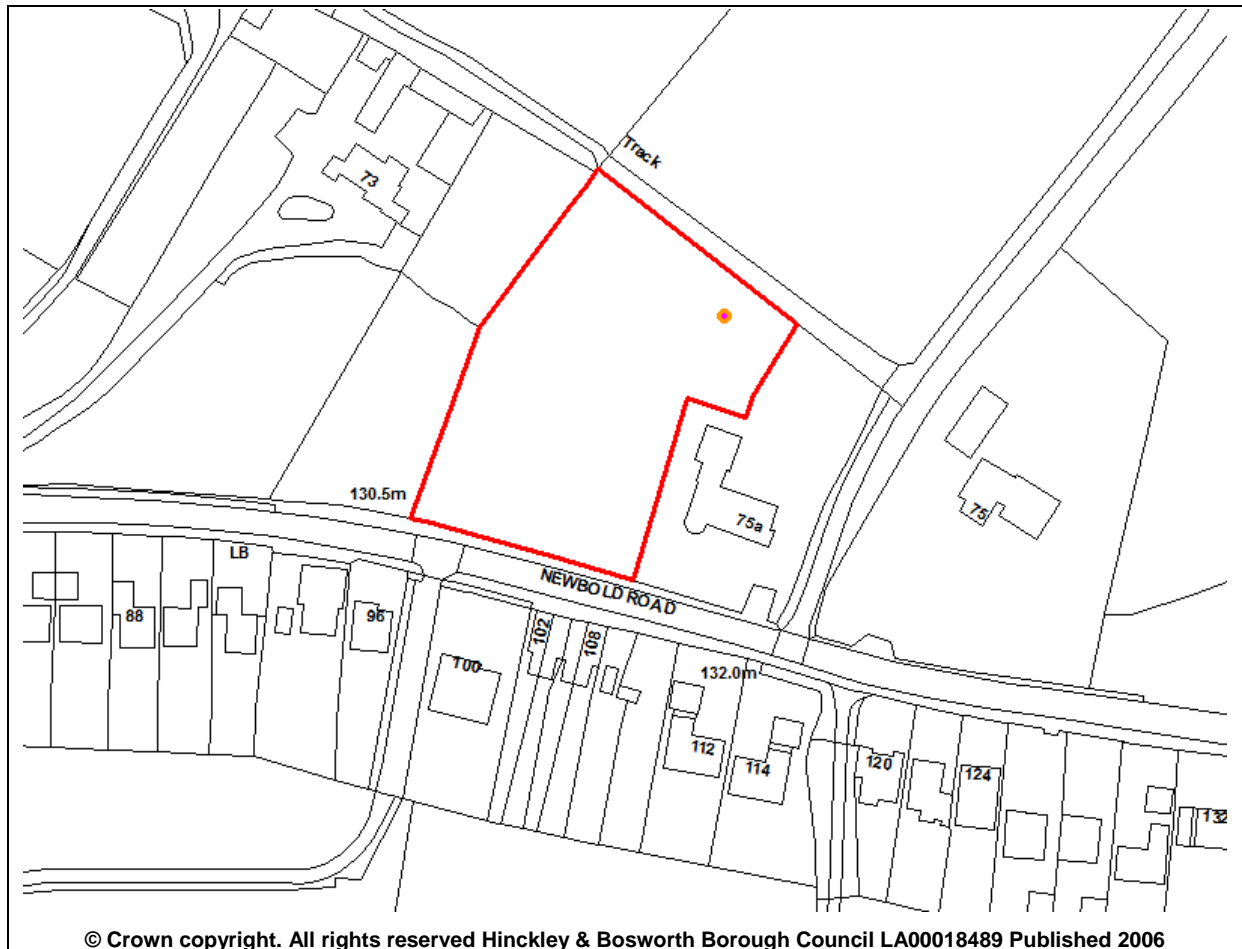 Track
73
130.5m
75a
75
NEWBOLD ROAD
LB
88
96
100
102
108
132.0m
112
114
120
124
132
© Crown copyright. All rights reserved Hinckley & Bosworth Borough Council LA00018489 Published 2006